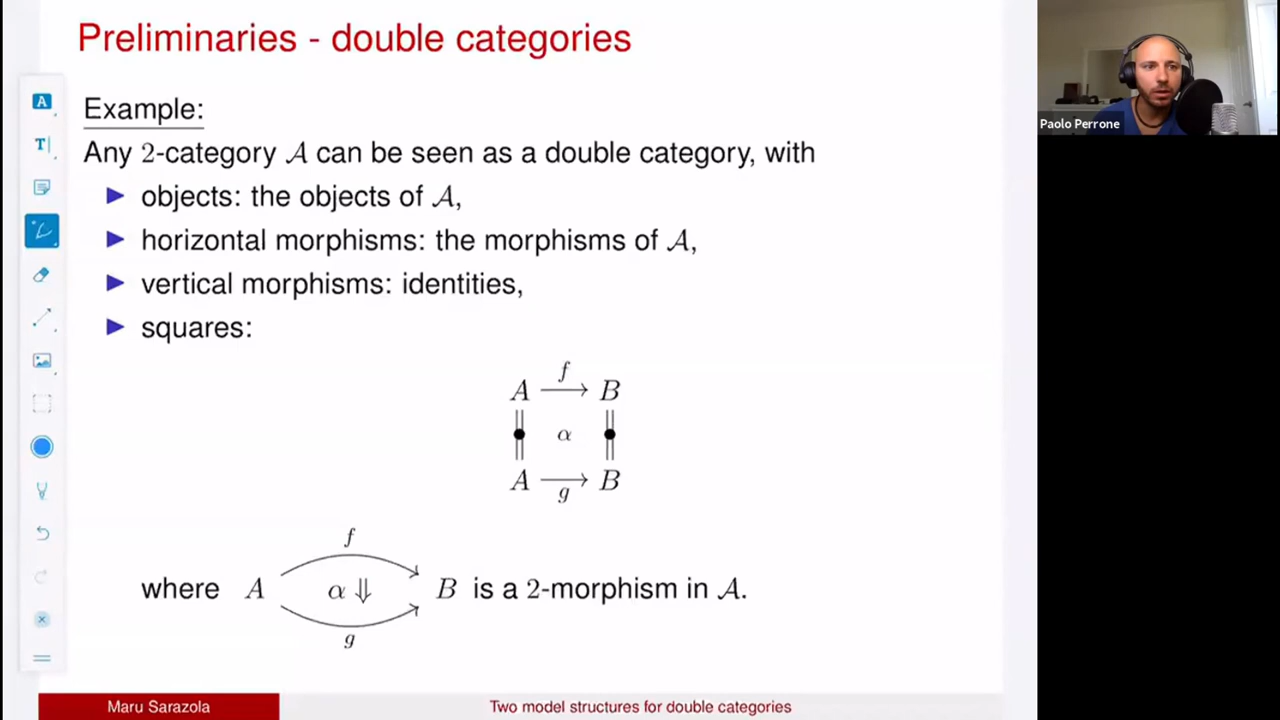 Preliminaries - double categories
Example:
Any 2-category 𝒜 can be seen as a double category, with
▶ objects: the objects of 𝒜,
▶ horizontal morphisms: the morphisms of 𝒜,
▶ vertical morphisms: identities,
▶ squares:
f
A → B
α
A → B
g
f
where A α ⇓ B is a 2-morphism in 𝒜.
g
Maru Sarazola
Two model structures for double categories
Paolo Perrone
A
T